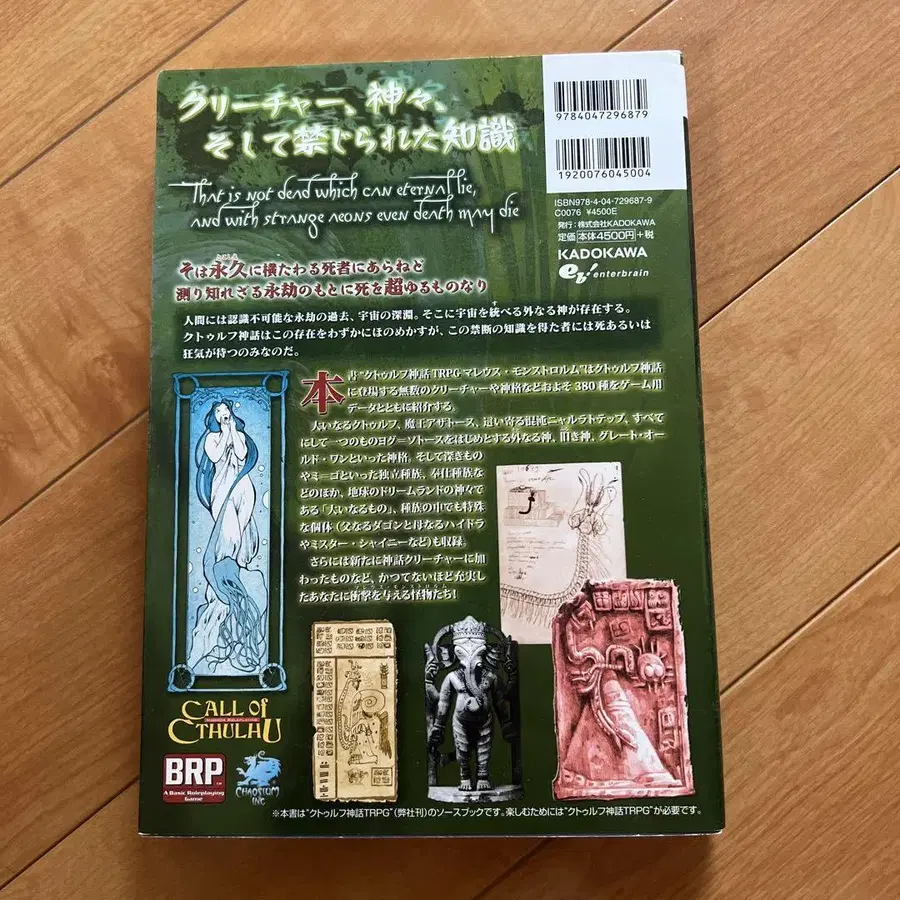 クリーチャー、神々、
そして禁じられた知識
That is not dead which can eternal lie,
and with strange aeons even death may die
そは永久に横たわる死者にあらねど
測り知れざる永劫のもとに死を超ゆるものなり
人間には認識不可能な永劫の過去、宇宙の深淵。そこに宇宙を統べる外なる神が存在する。
クトゥルフ神話はこの存在をわずかにほのめかすが、この禁断の知識を得た者には死あるいは
狂気が待つのみなのだ。
本書“クトゥルフ神話TRPG マレウス・モンストロルム”はクトゥルフ神話
に登場する無数のクリーチャーや神格などおよそ380種をゲーム用
データとともに紹介する。
大いなるクトゥルフ、魔王アザトース、這い寄る混沌ニャルラトテップ、すべて
にして一つのものヨグ＝ソトースをはじめとする外なる神、旧き神、グレート・オー
ルド・ワンといった神格。そして深きもの
やミ＝ゴといった独立種族、奉仕種族な
どのほか、地球のドリームランドの神々で
ある「大いなるもの」、種族の中でも特殊
な個体（父なるダゴンと母なるハイドラ
やミスター・シャイニーなど）も収録。
さらには新たに神話クリーチャーに加
わったものなど、かつてないほど充実し
たあなたに衝撃を与える怪物たち！
9784047296879
1920076045004
ISBN978-4-04-729687-9
C0076 ¥4500E
発行：株式会社KADOKAWA
定価 本体4500円+税
KADOKAWA
eb! enterbrain
CALL of
CTHULHU
HORROR ROLEPLAYING
BRP
A Basic Roleplaying
Game
CHAOSIUM
INC
※本書は“クトゥルフ神話TRPG”（弊社刊）のソースブックです。楽しむためには“クトゥルフ神話TRPG”が必要です。